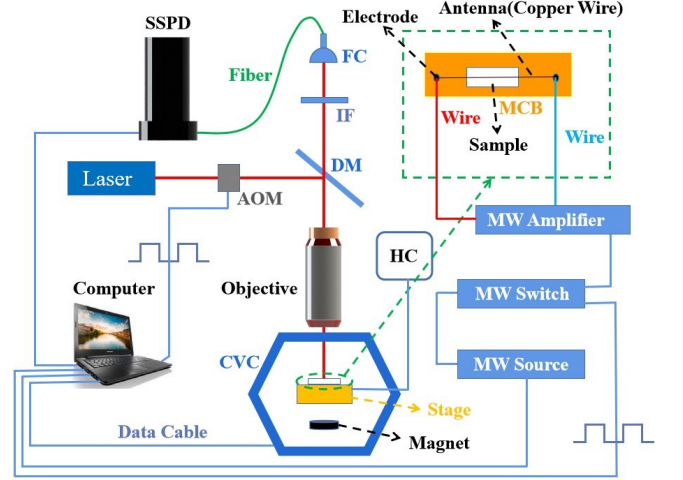 SSPD
Electrode
Antenna(Copper Wire)
FC
Fiber
IF
MCB
Wire
Sample
Wire
DM
Laser
AOM
MW Amplifier
HC
Computer
Objective
MW Switch
CVC
MW Source
Stage
Data Cable
Magnet